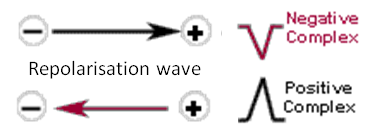 Negative
Complex
Repolarisation wave
Positive
Complex